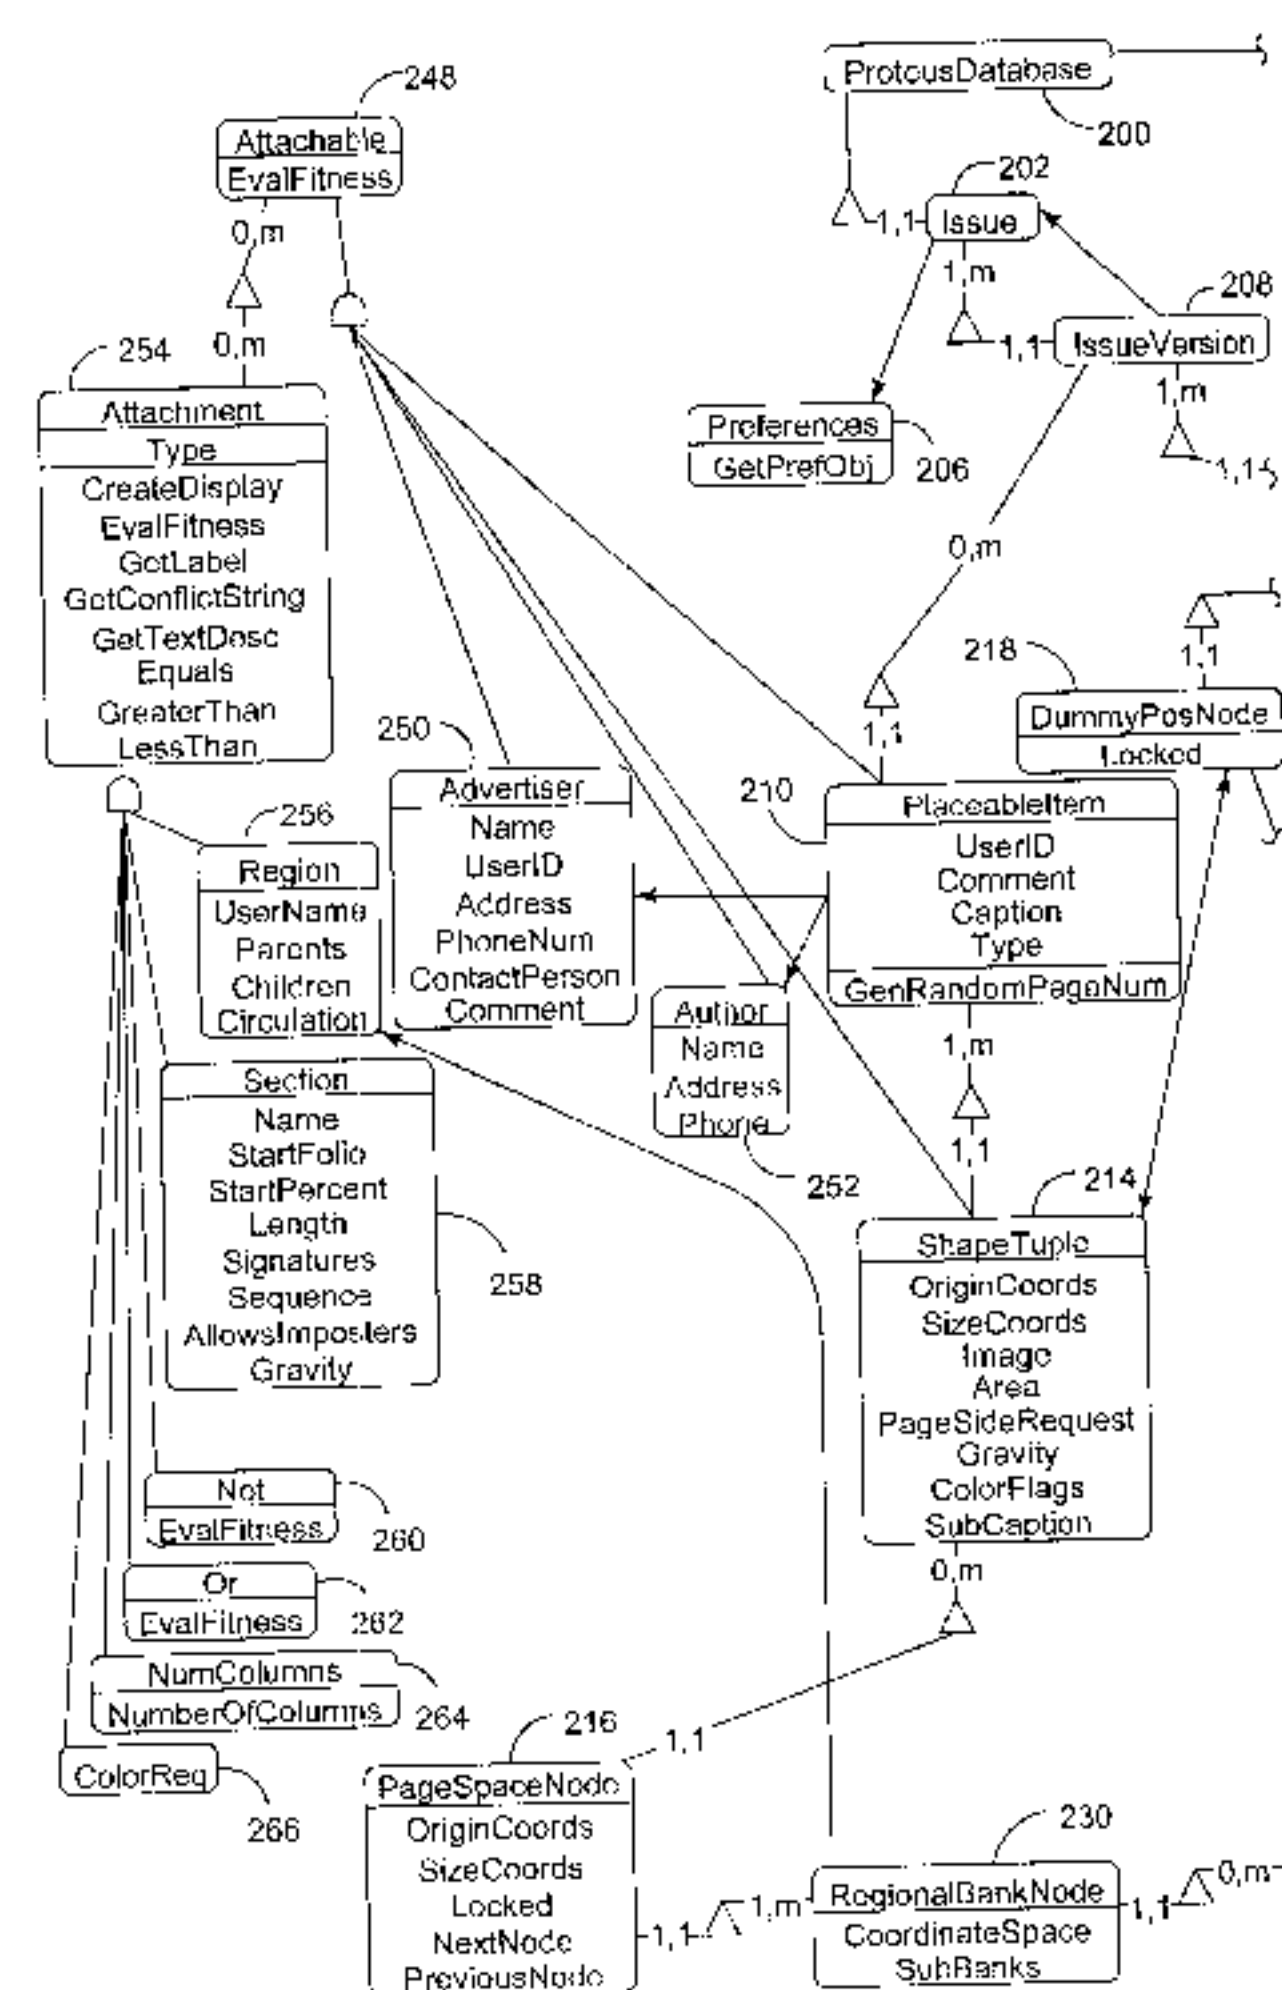 248
Attachable
EvalFitness
0,m
0,m
ProteusDatabase
200
202
1,1
Issue
1,m
208
1,1
IssueVersion
1,m
1,1
Preferences
GetPrefObj
206
0,m
1,1
254
Attachment
Type
CreateDisplay
EvalFitness
GetLabel
GetConflictString
GetTextDesc
Equals
GreaterThan
LessThan
218
1,1
DummyPosNode
Locked
250
Advertiser
Name
UserID
Address
PhoneNum
ContactPerson
Comment
210
PlaceableItem
UserID
Comment
Caption
Type
GenRandomPageNum
1,m
1,1
256
Region
UserName
Parents
Children
Circulation
Author
Name
Address
Phone
252
Section
Name
StartFolio
StartPercent
Length
Signatures
Sequence
AllowsImposters
Gravity
258
214
ShapeTuple
OriginCoords
SizeCoords
Image
Area
PageSideRequest
Gravity
ColorFlags
SubCaption
0,m
1,1
Not
EvalFitness
260
Or
EvalFitness
262
NumColumns
NumberOfColumns
264
ColorReq
266
216
PageSpaceNode
OriginCoords
SizeCoords
Locked
NextNode
PreviousNode
1,1
1,m
230
RegionalBankNode
CoordinateSpace
SubBanks
1,1
0,m